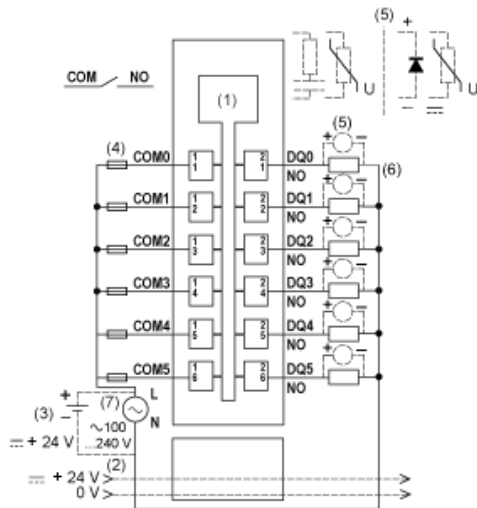 (5)
+
U
U
−
COM NO
(1)
(4) COM0 1 1 2 1 DQ0 (5) + − (6)
NO
COM1 1 2 2 2 DQ1 + −
NO
COM2 1 3 2 3 DQ2 + −
NO
COM3 1 4 2 4 DQ3 + −
NO
COM4 1 5 2 5 DQ4 + −
NO
COM5 1 6 2 6 DQ5 + −
NO
+ (7) L
(3) − N
~100
...240 V
+ 24 V
(2)
+ 24 V
0 V